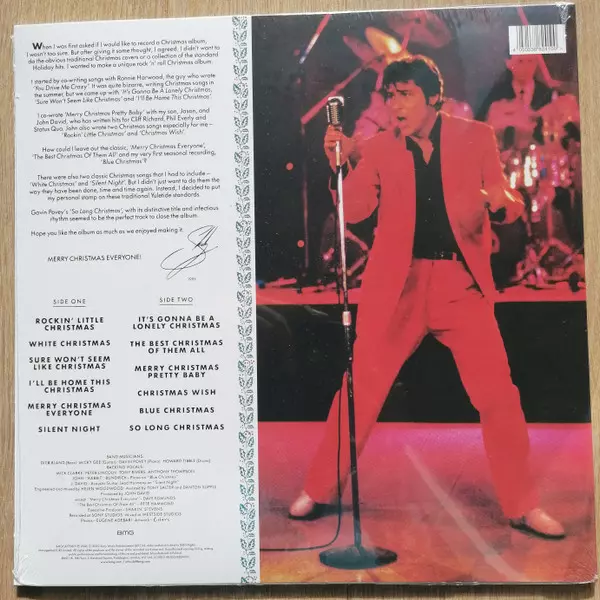 When I was first asked if I would like to record a Christmas album,
I wasn't too sure. But after giving it some thought, I agreed. I didn't want to
do the obvious traditional Christmas covers or a collection of the standard
Holiday hits. I wanted to make a unique rock 'n' roll Christmas album.
I started by co-writing songs with Ronnie Harwood, the guy who wrote
'You Drive Me Crazy'. It was quite bizarre, writing Christmas songs in
the summer, but we came up with 'It's Gonna Be A Lonely Christmas,
'Sure Won't Seem Like Christmas' and 'I'll Be Home This Christmas'.
I co-wrote 'Merry Christmas Pretty Baby' with my son, Jason, and
John David, who has written hits for Cliff Richard, Phil Everly and
Status Quo. John also wrote two Christmas songs especially for me –
'Rockin' Little Christmas' and 'Christmas Wish'.
How could I leave out the classic, 'Merry Christmas Everyone',
'The Best Christmas Of Them All' and my very first seasonal recording,
'Blue Christmas'?
There were also two classic Christmas songs that I had to include –
'White Christmas' and 'Silent Night'. But I didn't just want to do them the
way they have been done, time and time again. Instead, I decided to put
my personal stamp on these traditional Yuletide standards.
Gavin Povey's 'So Long Christmas', with its distinctive title and infectious
rhythm seemed to be the perfect track to close the album.
Hope you like the album as much as we enjoyed making it.
MERRY CHRISTMAS EVERYONE!
SIDE ONE
ROCKIN' LITTLE
CHRISTMAS
WHITE CHRISTMAS
SURE WON'T SEEM
LIKE CHRISTMAS
I'LL BE HOME THIS
CHRISTMAS
MERRY CHRISTMAS
EVERYONE
SILENT NIGHT
SIDE TWO
IT'S GONNA BE A
LONELY CHRISTMAS
THE BEST CHRISTMAS
OF THEM ALL
MERRY CHRISTMAS
PRETTY BABY
CHRISTMAS WISH
BLUE CHRISTMAS
SO LONG CHRISTMAS
BAND MUSICIANS:
BACKING VOCALS:
Produced by JOHN DAVID
BMG